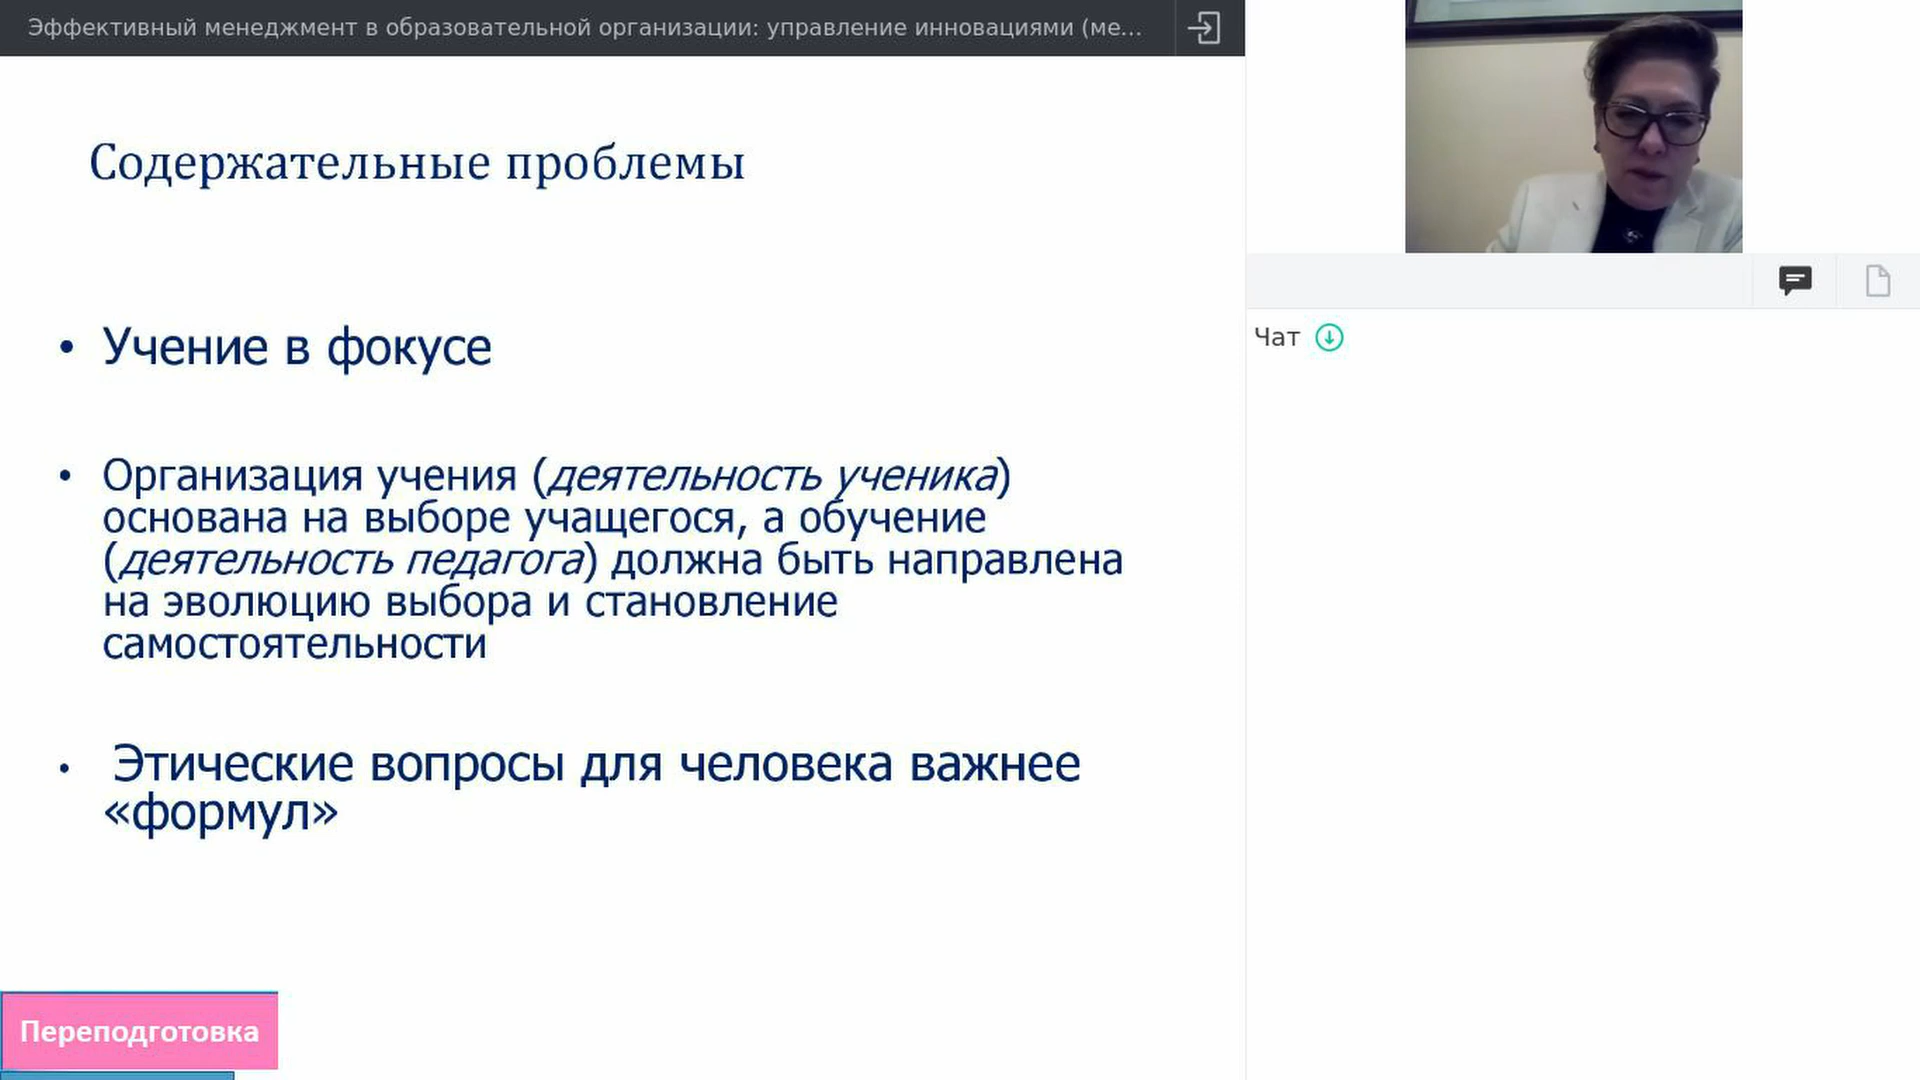 Эффективный менеджмент в образовательной организации: управление инновациями (ме...
Содержательные проблемы
• Учение в фокусе
• Организация учения (деятельность ученика)
основана на выборе учащегося, а обучение
(деятельность педагога) должна быть направлена
на эволюцию выбора и становление
самостоятельности
• Этические вопросы для человека важнее
«формул»
Переподготовка
Чат